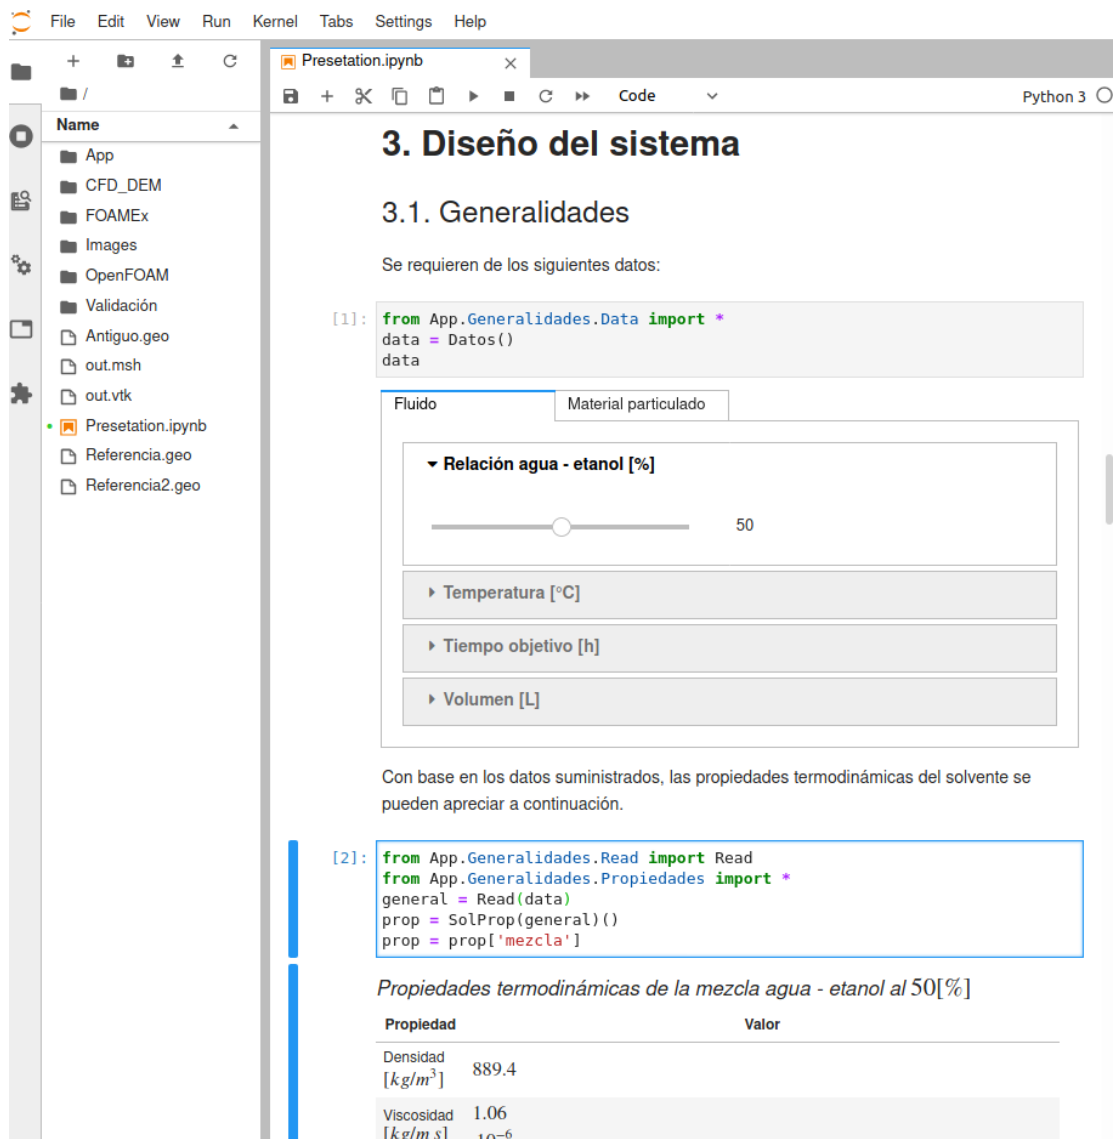 File Edit View Run Kernel Tabs Settings Help
Presetation.ipynb
/
Code
Python 3
Name
App
CFD_DEM
FOAMEx
Images
OpenFOAM
Validación
Antiguo.geo
out.msh
out.vtk
Presetation.ipynb
Referencia.geo
Referencia2.geo
3. Diseño del sistema
3.1. Generalidades
Se requieren de los siguientes datos:
[1]: from App.Generalidades.Data import *
data = Datos()
data
Fluido Material particulado
Relación agua - etanol [%]
50
Temperatura [°C]
Tiempo objetivo [h]
Volumen [L]
Con base en los datos suministrados, las propiedades termodinámicas del solvente se
pueden apreciar a continuación.
[2]: from App.Generalidades.Read import Read
from App.Generalidades.Propiedades import *
general = Read(data)
prop = SolProp(general)()
prop = prop['mezcla']
Propiedades termodinámicas de la mezcla agua - etanol al 50[%]
Propiedad Valor
Densidad
[kg/m³] 889.4
Viscosidad 1.06
[kg/m s] 10⁻⁶